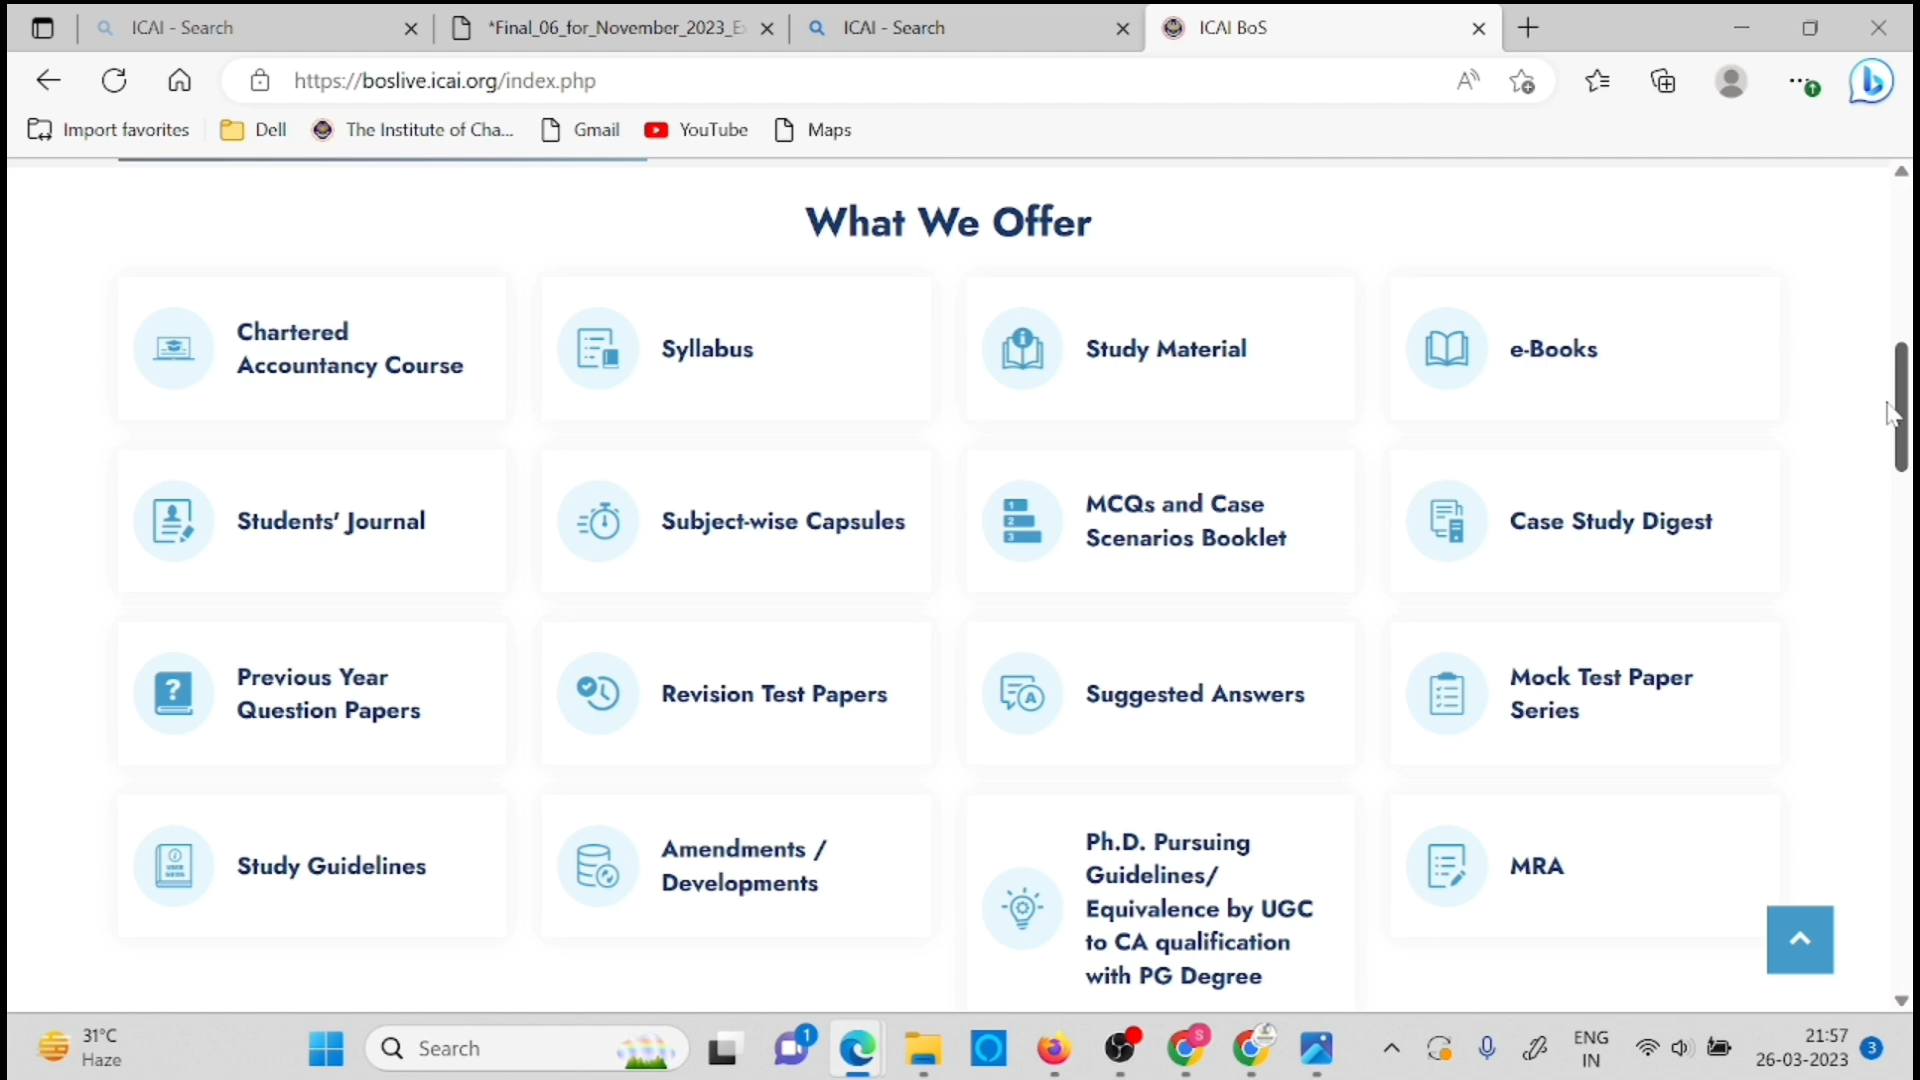 ICAI - Search
*Final_06_for_November_2023_E
ICAI - Search
ICAI BoS
https://boslive.icai.org/index.php
Import favorites
Dell
The Institute of Cha...
Gmail
YouTube
Maps
What We Offer
Chartered
Accountancy Course
Syllabus
Study Material
e-Books
Students' Journal
Subject-wise Capsules
MCQs and Case
Scenarios Booklet
Case Study Digest
Previous Year
Question Papers
Revision Test Papers
Suggested Answers
Mock Test Paper
Series
Study Guidelines
Amendments /
Developments
Ph.D. Pursuing
Guidelines/
Equivalence by UGC
to CA qualification
with PG Degree
MRA
31°C
Haze
Search
1
ENG
IN
21:57
26-03-2023
3